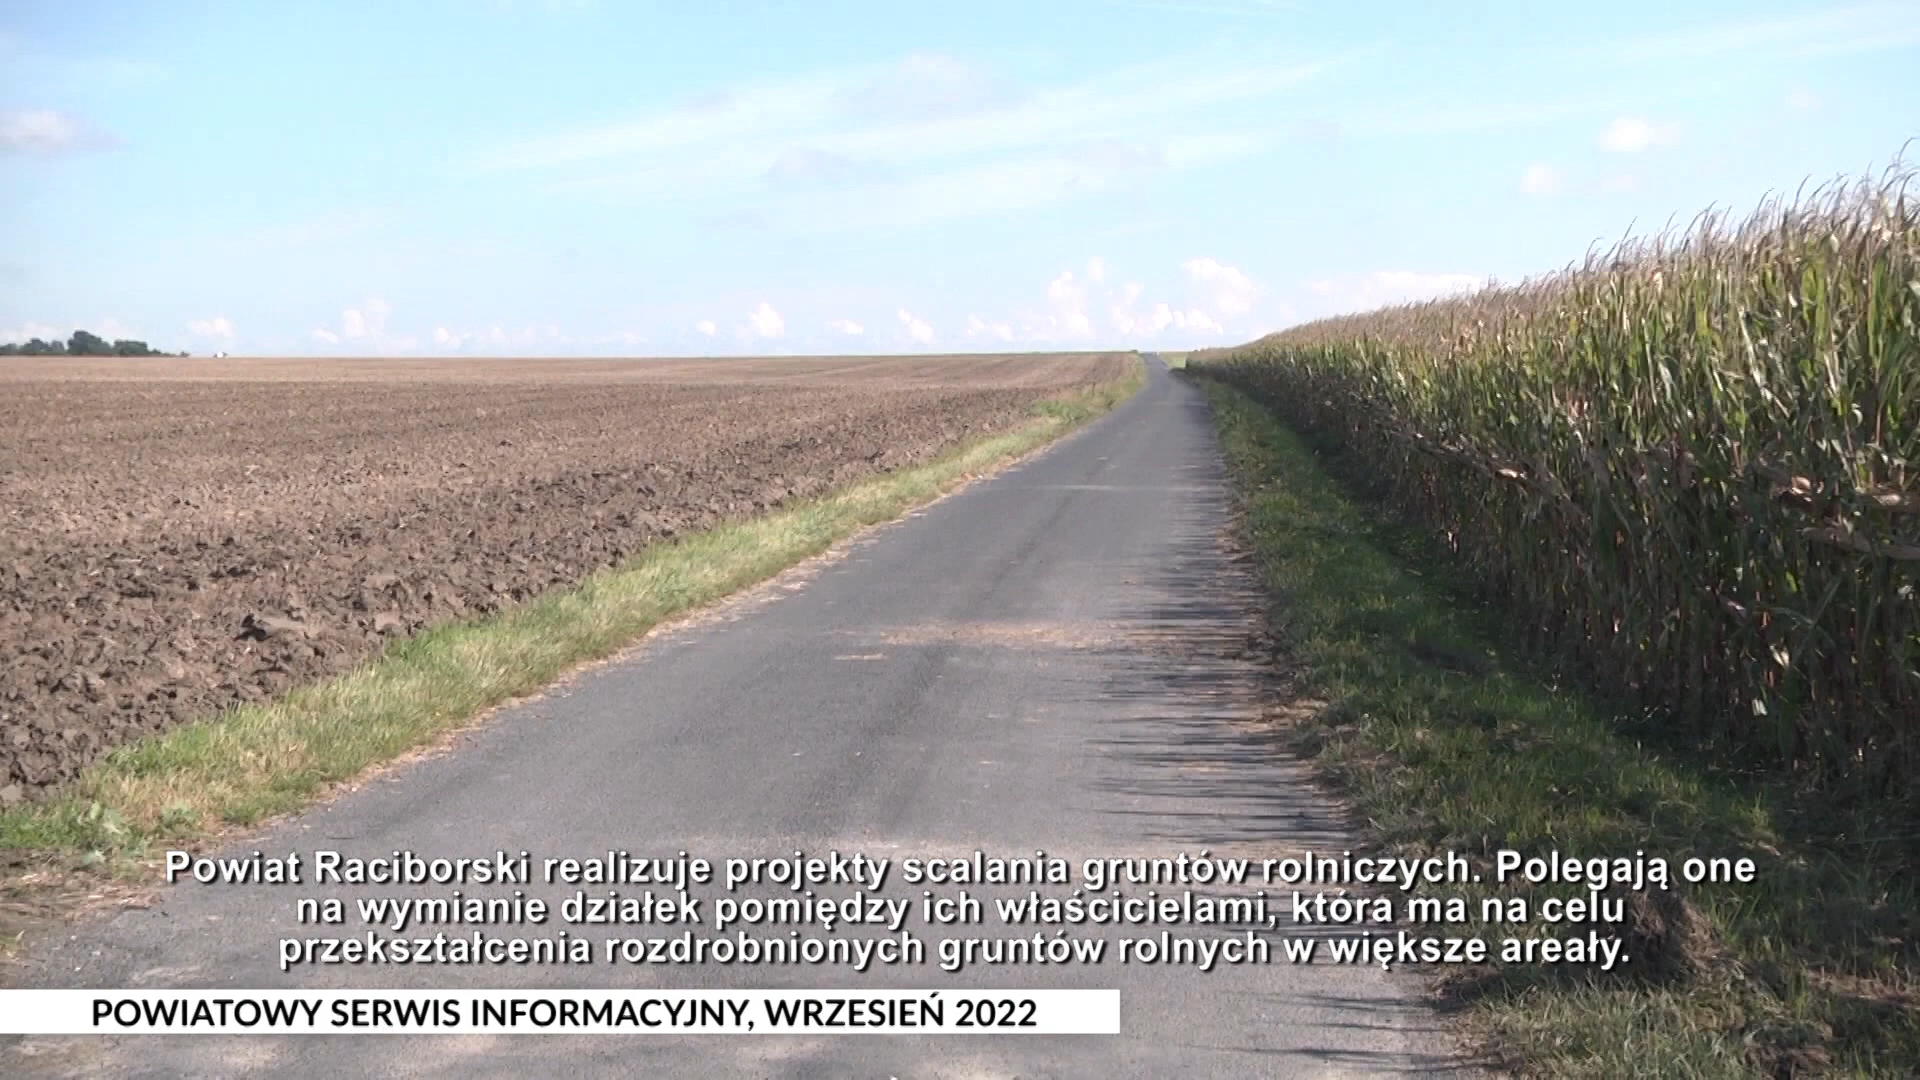 Powiat Raciborski realizuje projekty scalania gruntów rolniczych. Polegają one
na wymianie działek pomiędzy ich właścicielami, która ma na celu
przekształcenia rozdrobnionych gruntów rolnych w większe areały.
POWIATOWY SERWIS INFORMACYJNY, WRZESIEŃ 2022